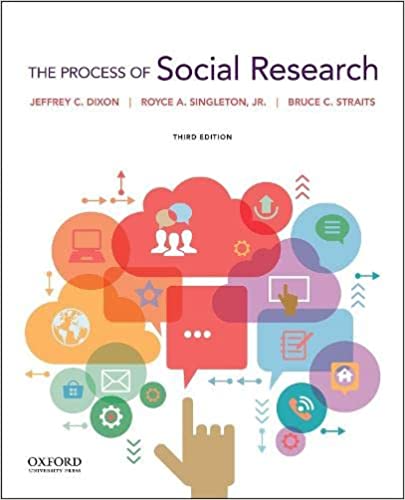 THE PROCESS OF Social Research
JEFFREY C. DIXON | ROYCE A. SINGLETON, JR. | BRUCE C. STRAITS
THIRD EDITION
OXFORD
UNIVERSITY PRESS